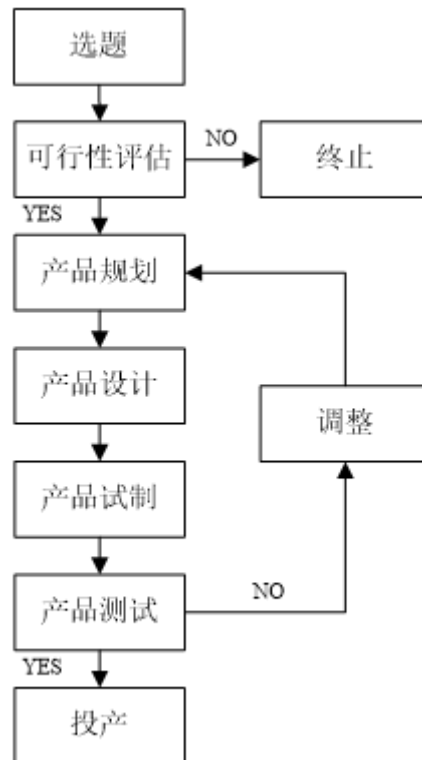 选题
可行性评估
NO
终止
YES
产品规划
产品设计
调整
产品试制
产品测试
NO
YES
投产